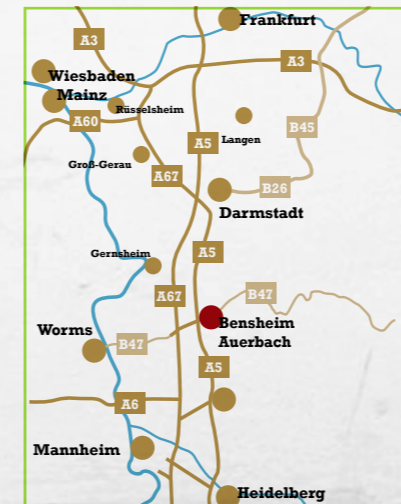 Frankfurt
A3
A3
Wiesbaden
Mainz
Rüsselsheim
A60
A5
Langen
B45
Groß-Gerau
A67
B26
Darmstadt
Gernsheim
A5
A67
B47
Worms
B47
Bensheim
Auerbach
A5
A6
Mannheim
Heidelberg